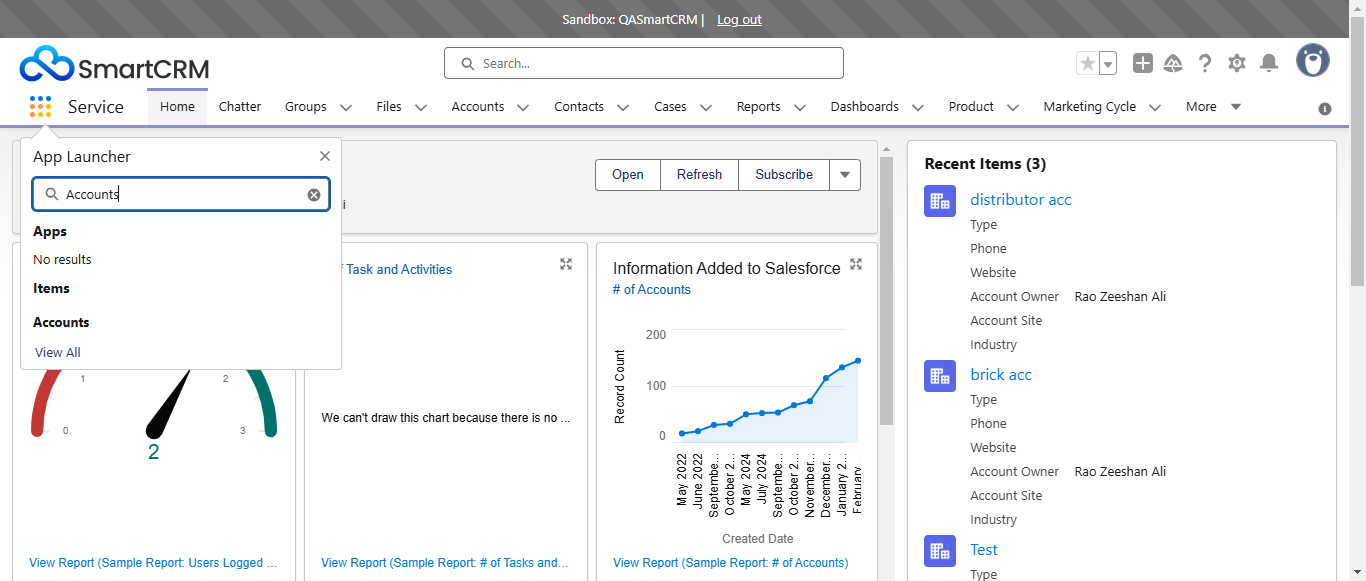 Sandbox: QASmartCRM | Log out
SmartCRM
Search...
Service
Home
Chatter
Groups
Files
Accounts
Contacts
Cases
Reports
Dashboards
Product
Marketing Cycle
More
App Launcher
Accounts
Apps
No results
Items
Accounts
View All
i
Open
Refresh
Subscribe
0
1
2
3
2
View Report (Sample Report: Users Logged ...
Task and Activities
We can't draw this chart because there is no ...
View Report (Sample Report: # of Tasks and...
Information Added to Salesforce
# of Accounts
Record Count
200
100
0
May 2022
June 2022
Septembe...
October 2...
May 2024
July 2024
Septembe...
October 2...
November...
December...
January 2...
February...
Created Date
View Report (Sample Report: # of Accounts)
Recent Items (3)
distributor acc
Type
Phone
Website
Account Owner Rao Zeeshan Ali
Account Site
Industry
brick acc
Type
Phone
Website
Account Owner Rao Zeeshan Ali
Account Site
Industry
Test
Type